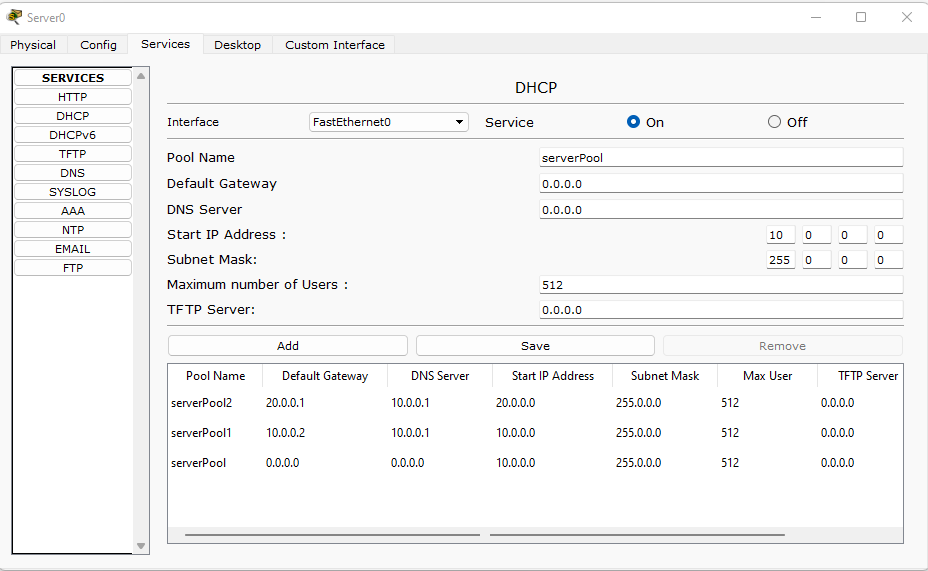 Server0
Physical Config Services Desktop Custom Interface
SERVICES
HTTP
DHCP
DHCPv6
TFTP
DNS
SYSLOG
AAA
NTP
EMAIL
FTP
DHCP
Interface FastEthernet0 Service On Off
Pool Name serverPool
Default Gateway 0.0.0.0
DNS Server 0.0.0.0
Start IP Address : 10 0 0 0
Subnet Mask: 255 0 0 0
Maximum number of Users : 512
TFTP Server: 0.0.0.0
Add Save Remove
Pool Name Default Gateway DNS Server Start IP Address Subnet Mask Max User TFTP Server
serverPool2 20.0.0.1 10.0.0.1 20.0.0.0 255.0.0.0 512 0.0.0.0
serverPool1 10.0.0.2 10.0.0.1 10.0.0.0 255.0.0.0 512 0.0.0.0
serverPool 0.0.0.0 0.0.0.0 10.0.0.0 255.0.0.0 512 0.0.0.0